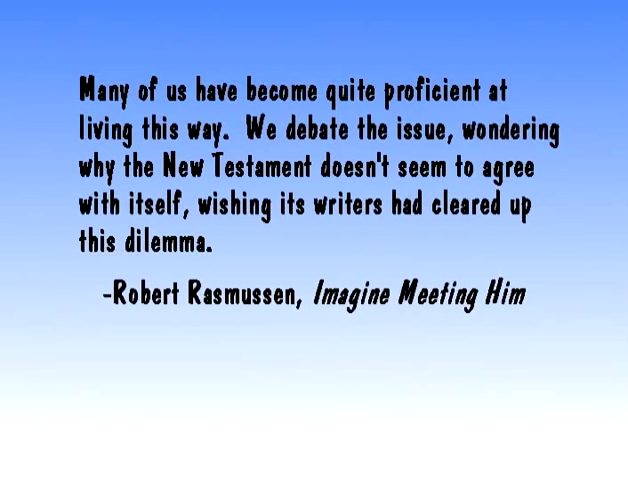 Many of us have become quite proficient at
living this way.  We debate the issue, wondering
why the New Testament doesn't seem to agree
with itself, wishing its writers had cleared up
this dilemma.
-Robert Rasmussen, Imagine Meeting Him